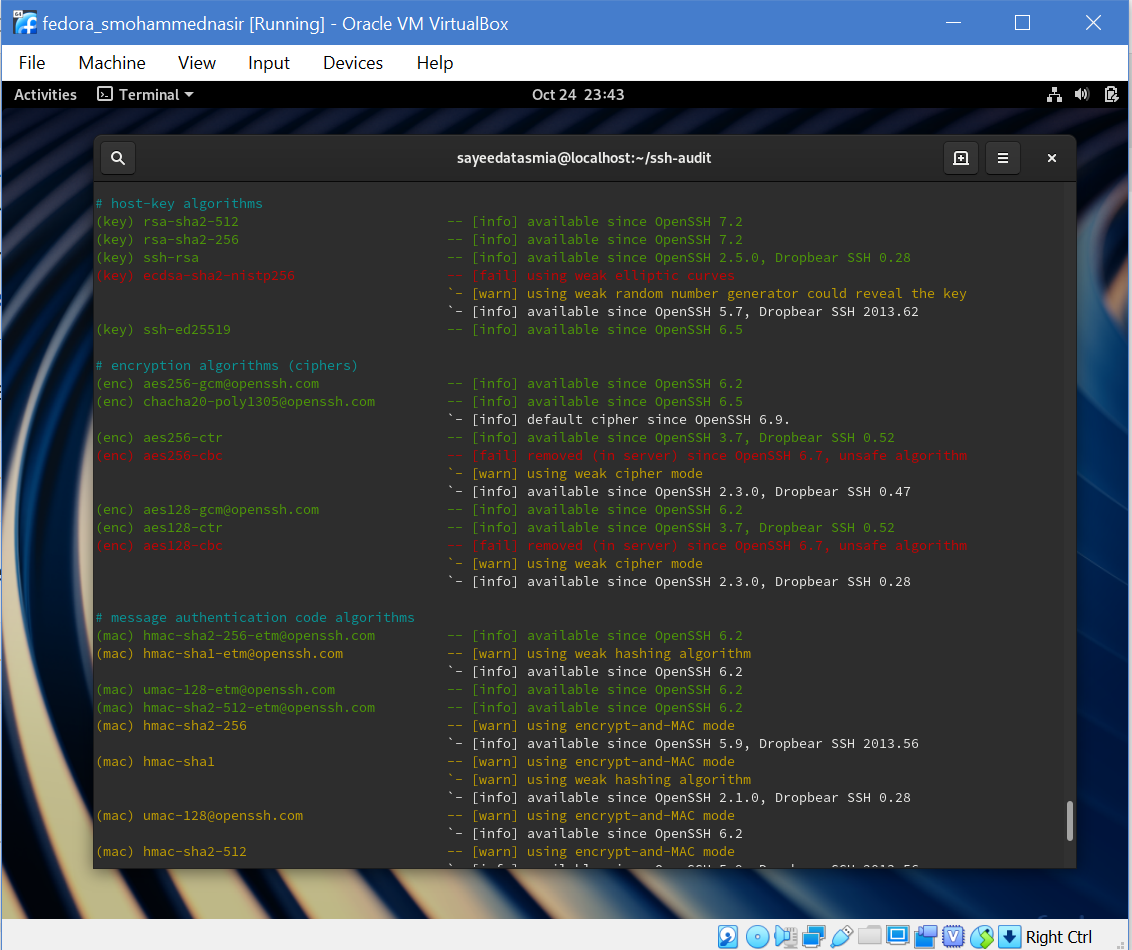 fedora_smohammednasir [Running] - Oracle VM VirtualBox
File Machine View Input Devices Help
Activities Terminal Oct 24 23:43
sayeedatasmia@localhost:~/ssh-audit
# host-key algorithms
(key) rsa-sha2-512 -- [info] available since OpenSSH 7.2
(key) rsa-sha2-256 -- [info] available since OpenSSH 7.2
(key) ssh-rsa -- [info] available since OpenSSH 2.5.0, Dropbear SSH 0.28
(key) ecdsa-sha2-nistp256 -- [fail] using weak elliptic curves
`- [warn] using weak random number generator could reveal the key
`- [info] available since OpenSSH 5.7, Dropbear SSH 2013.62
(key) ssh-ed25519 -- [info] available since OpenSSH 6.5
# encryption algorithms (ciphers)
(enc) aes256-gcm@openssh.com -- [info] available since OpenSSH 6.2
(enc) chacha20-poly1305@openssh.com -- [info] available since OpenSSH 6.5
`- [info] default cipher since OpenSSH 6.9.
(enc) aes256-ctr -- [info] available since OpenSSH 3.7, Dropbear SSH 0.52
(enc) aes256-cbc -- [fail] removed (in server) since OpenSSH 6.7, unsafe algorithm
`- [warn] using weak cipher mode
`- [info] available since OpenSSH 2.3.0, Dropbear SSH 0.47
(enc) aes128-gcm@openssh.com -- [info] available since OpenSSH 6.2
(enc) aes128-ctr -- [info] available since OpenSSH 3.7, Dropbear SSH 0.52
(enc) aes128-cbc -- [fail] removed (in server) since OpenSSH 6.7, unsafe algorithm
`- [warn] using weak cipher mode
`- [info] available since OpenSSH 2.3.0, Dropbear SSH 0.28
# message authentication code algorithms
(mac) hmac-sha2-256-etm@openssh.com -- [info] available since OpenSSH 6.2
(mac) hmac-sha1-etm@openssh.com -- [warn] using weak hashing algorithm
`- [info] available since OpenSSH 6.2
(mac) umac-128-etm@openssh.com -- [info] available since OpenSSH 6.2
(mac) hmac-sha2-512-etm@openssh.com -- [info] available since OpenSSH 6.2
(mac) hmac-sha2-256 -- [warn] using encrypt-and-MAC mode
`- [info] available since OpenSSH 5.9, Dropbear SSH 2013.56
(mac) hmac-sha1 -- [warn] using encrypt-and-MAC mode
`- [warn] using weak hashing algorithm
`- [info] available since OpenSSH 2.1.0, Dropbear SSH 0.28
(mac) umac-128@openssh.com -- [warn] using encrypt-and-MAC mode
`- [info] available since OpenSSH 6.2
(mac) hmac-sha2-512 -- [warn] using encrypt-and-MAC mode
`- [info] available since OpenSSH 5.9, Dropbear SSH 2013.56
Right Ctrl